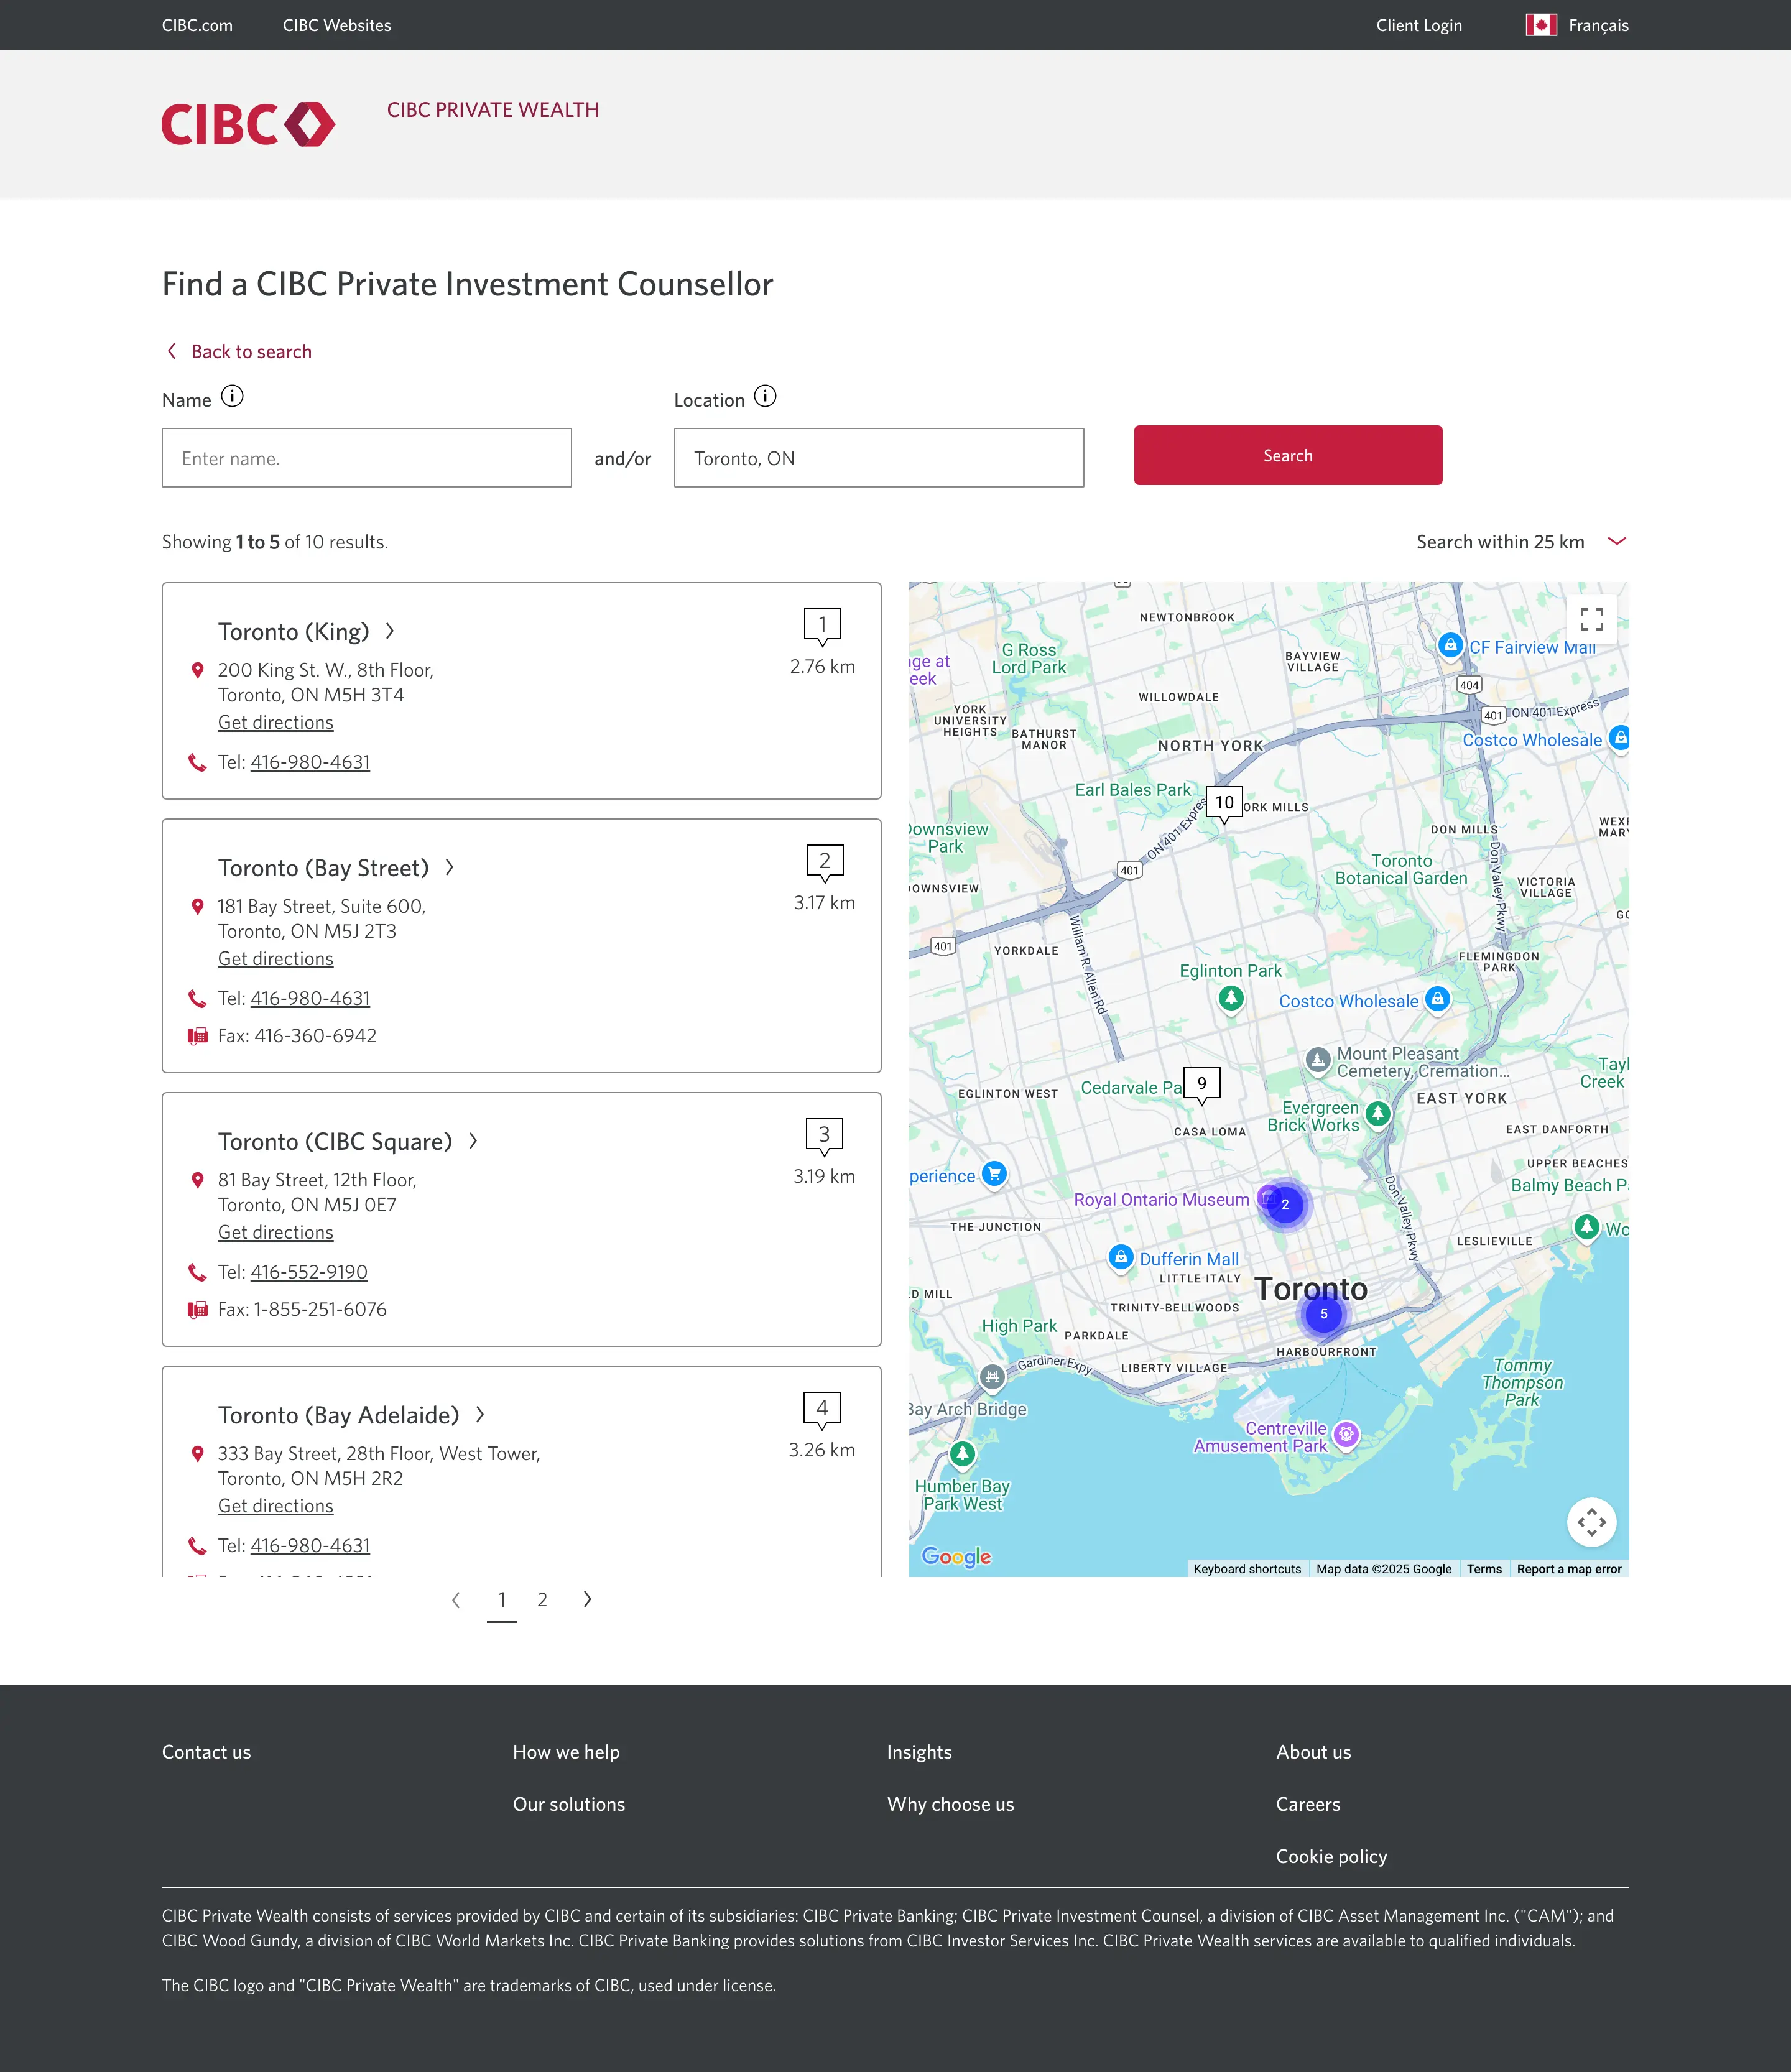 CIBC.com
CIBC Websites
Client Login
Français
CIBC
CIBC PRIVATE WEALTH
Find a CIBC Private Investment Counsellor
Back to search
Name
Location
Enter name.
and/or
Toronto, ON
Search
Showing 1 to 5 of 10 results.
Search within 25 km
Toronto (King)
1
2.76 km
200 King St. W., 8th Floor,
Toronto, ON M5H 3T4
Get directions
Tel: 416-980-4631
Toronto (Bay Street)
2
3.17 km
181 Bay Street, Suite 600,
Toronto, ON M5J 2T3
Get directions
Tel: 416-980-4631
Fax: 416-360-6942
Toronto (CIBC Square)
3
3.19 km
81 Bay Street, 12th Floor,
Toronto, ON M5J 0E7
Get directions
Tel: 416-552-9190
Fax: 1-855-251-6076
Toronto (Bay Adelaide)
4
3.26 km
333 Bay Street, 28th Floor, West Tower,
Toronto, ON M5H 2R2
Get directions
Tel: 416-980-4631
NEWTONBROOK
CF Fairview Mall
G Ross
Lord Park
BAYVIEW
VILLAGE
nge at
eek
404
WILLOWDALE
401
ON 401 Express
YORK
UNIVERSITY
HEIGHTS
BATHURST
MANOR
NORTH YORK
Costco Wholesale
Earl Bales Park
10
ORK MILLS
ON 401 Expres
Downsview
Park
DON MILLS
WEXF
MARY
Don Valley Pkwy
401
Toronto
Botanical Garden
DOWNSVIEW
VICTORIA
VILLAGE
GO
William R. Allen Rd
401
YORKDALE
FLEMINGDON
PARK
Eglinton Park
Costco Wholesale
Mount Pleasant
Cemetery, Cremation...
Tayl
Creek
EGLINTON WEST
Cedarvale Pa
9
EAST YORK
Evergreen
Brick Works
CASA LOMA
EAST DANFORTH
UPPER BEACHES
perience
Balmy Beach Pa
Royal Ontario Museum
2
Don Valley Pkwy
THE JUNCTION
LESLIEVILLE
Wo
Dufferin Mall
LITTLE ITALY
Toronto
LD MILL
TRINITY-BELLWOODS
5
High Park
PARKDALE
HARBOURFRONT
Gardiner Expy
LIBERTY VILLAGE
Tommy
Thompson
Park
Bay Arch Bridge
Centreville
Amusement Park
Humber Bay
Park West
Google
Keyboard shortcuts
Map data ©2025 Google
Terms
Report a map error
1
2
Contact us
How we help
Insights
About us
Our solutions
Why choose us
Careers
Cookie policy
CIBC Private Wealth consists of services provided by CIBC and certain of its subsidiaries: CIBC Private Banking; CIBC Private Investment Counsel, a division of CIBC Asset Management Inc. ("CAM"); and
CIBC Wood Gundy, a division of CIBC World Markets Inc. CIBC Private Banking provides solutions from CIBC Investor Services Inc. CIBC Private Wealth services are available to qualified individuals.
The CIBC logo and "CIBC Private Wealth" are trademarks of CIBC, used under license.